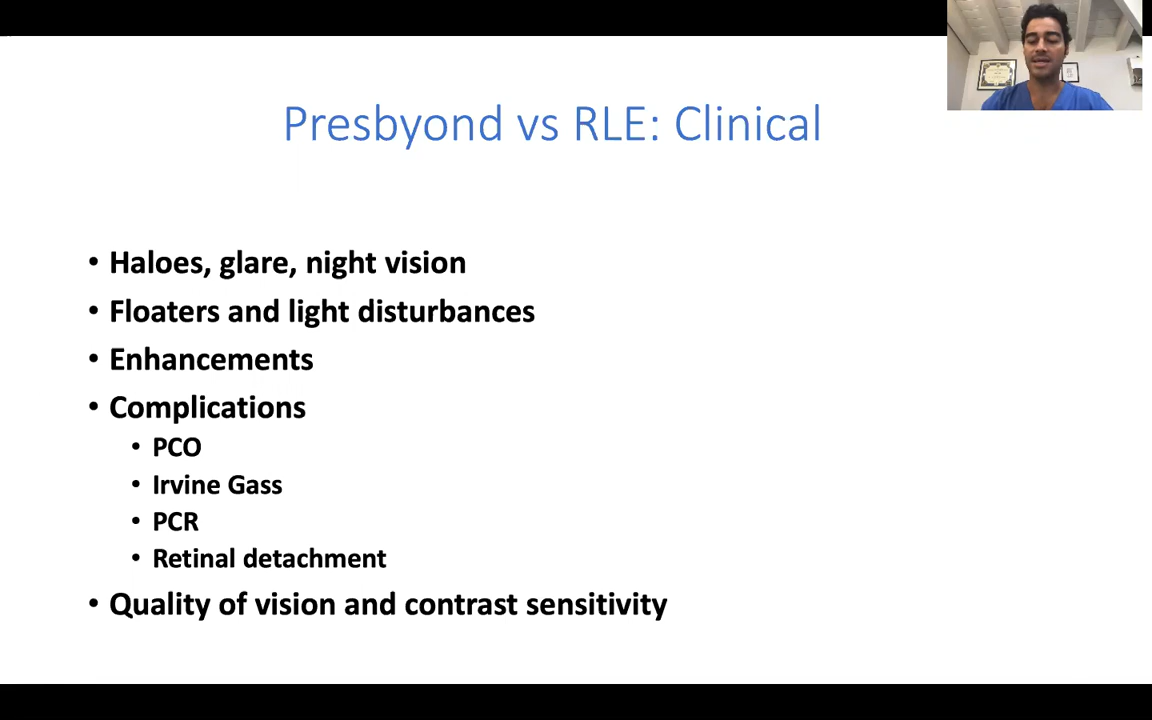 Presbyond vs RLE: Clinical
• Haloes, glare, night vision
• Floaters and light disturbances
• Enhancements
• Complications
• PCO
• Irvine Gass
• PCR
• Retinal detachment
• Quality of vision and contrast sensitivity